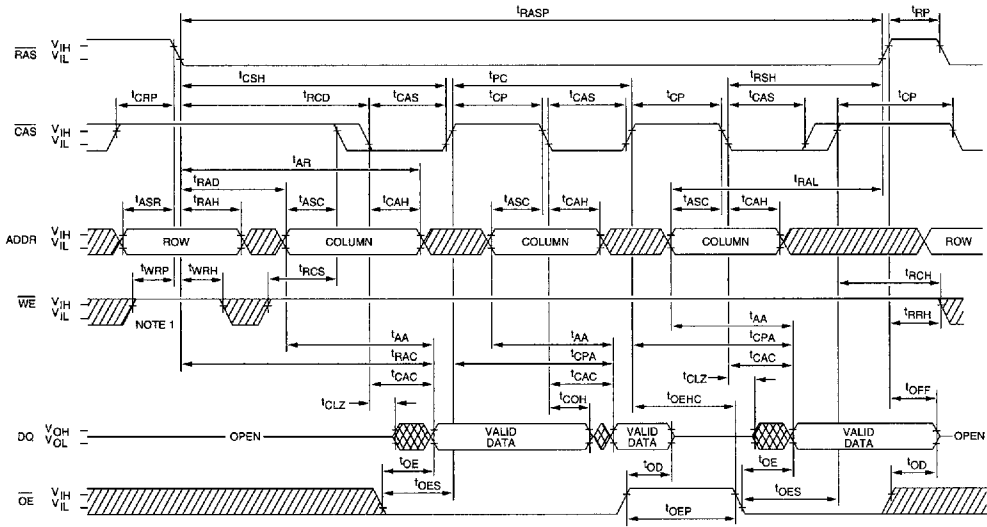 tRASP tRP
RAS VIH
VIL
tCSH tPC tRSH
tCRP tRCD tCAS tCP tCAS tCP tCAS tCP
CAS VIH
VIL
tAR
tRAD tRAL
tASR tRAH tASC tCAH tASC tCAH tASC tCAH
ADDR VIH
VIL
ROW COLUMN COLUMN COLUMN ROW
tWRP tWRH tRCS tRCH
WE VIH
VIL
NOTE 1 tRRH
tAA tAA tAA
tRAC tCPA tCPA
tCAC tCAC tCAC
tCLZ tCOH tOEHC tCLZ tOFF
DQ VOH
VOL
OPEN VALID DATA VALID DATA VALID DATA OPEN
tOE tOD tOE tOD
tOES tOES
OE VIH
VIL
tOEP